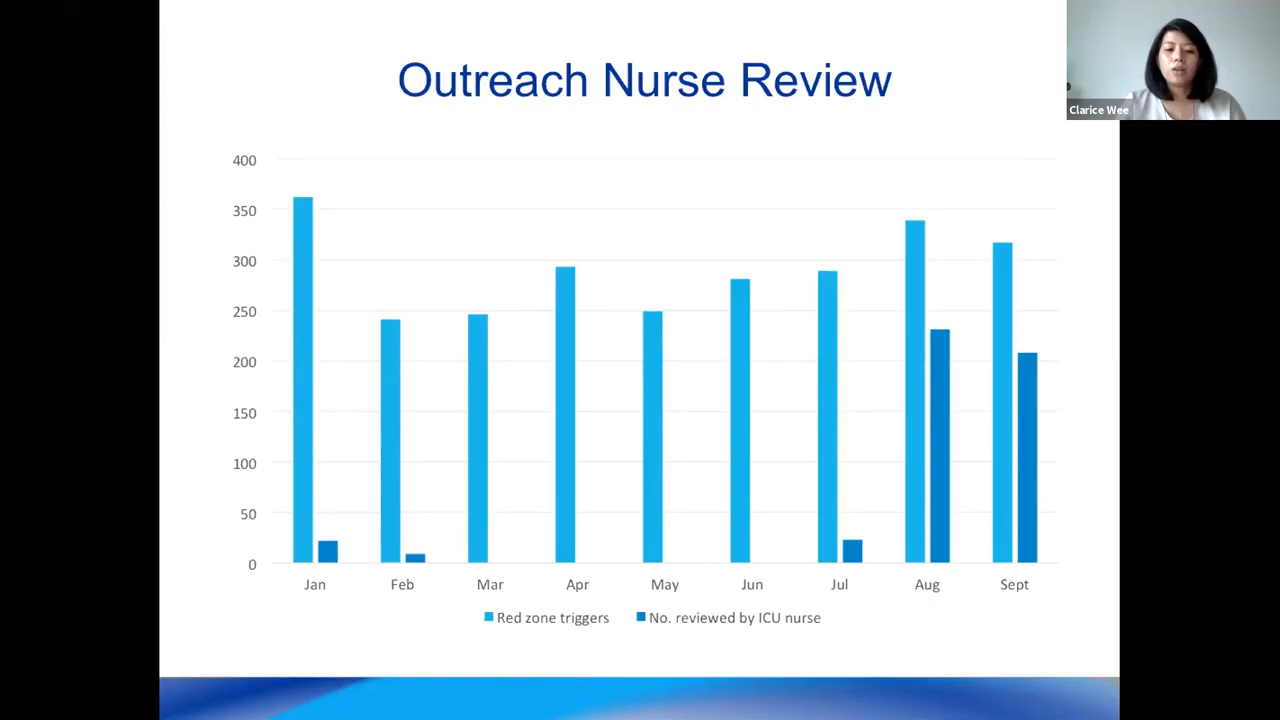 Outreach Nurse Review
Clarice Wee
400
350
300
250
200
150
100
50
0
Jan Feb Mar Apr May Jun Jul Aug Sept
Red zone triggers No. reviewed by ICU nurse